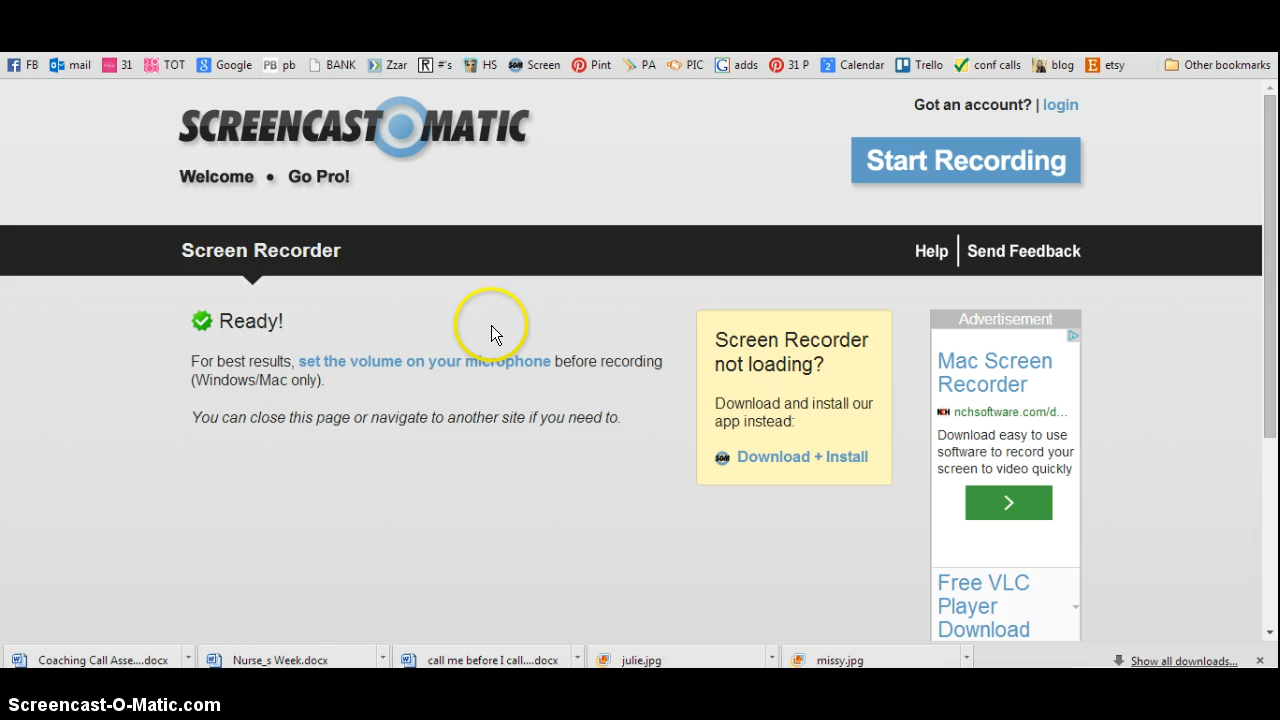 FB mail 31 TOT Google PB pb BANK Zzar R #'s HS Screen Pint PA PIC adds 31 P 2 Calendar Trello conf calls blog etsy Other bookmarks
Got an account? | login
SCREENCAST O MATIC
Start Recording
Welcome • Go Pro!
Screen Recorder
Help | Send Feedback
Ready!
For best results, set the volume on your microphone before recording
(Windows/Mac only).
You can close this page or navigate to another site if you need to.
Screen Recorder
not loading?
Download and install our
app instead:
SOM Download + Install
Advertisement
Mac Screen
Recorder
NCH nchsoftware.com/d...
Download easy to use
software to record your
screen to video quickly
Free VLC
Player
Download
Coaching Call Asse....docx Nurse_s Week.docx call me before I call....docx julie.jpg missy.jpg Show all downloads...
Screencast-O-Matic.com